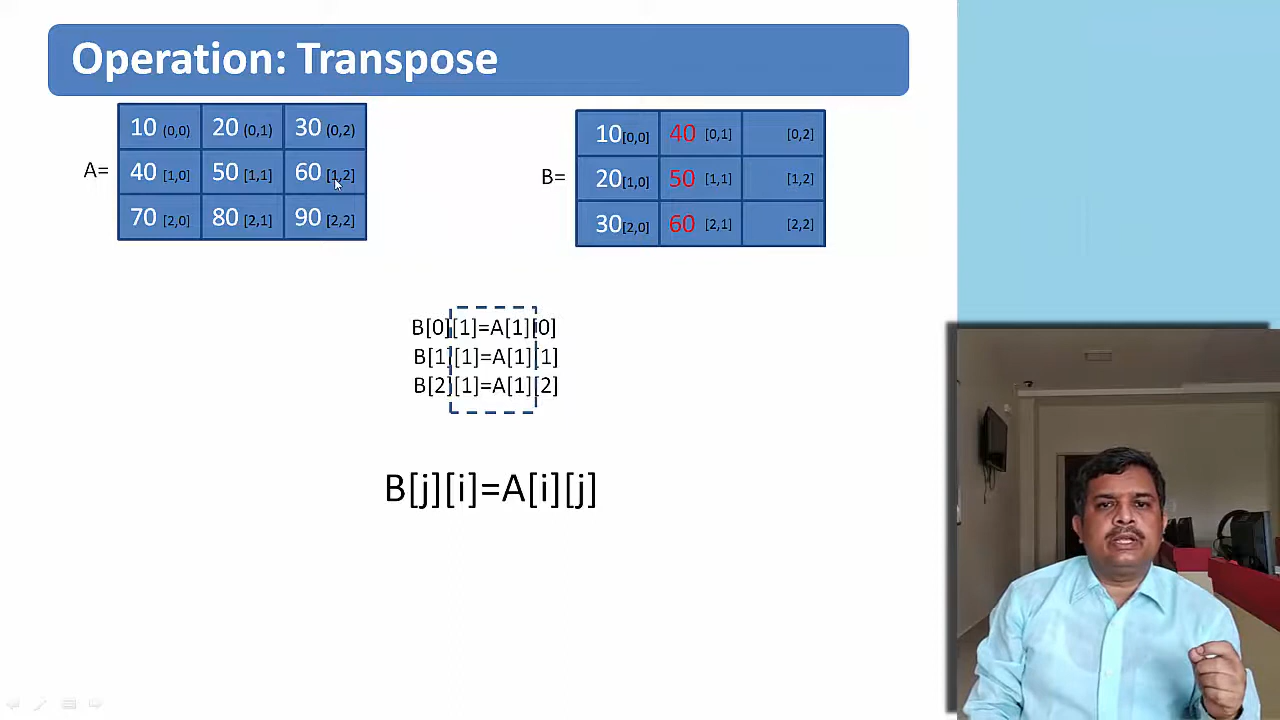 Operation: Transpose
A=
10 (0,0) 20 (0,1) 30 (0,2)
40 [1,0] 50 [1,1] 60 [1,2]
70 [2,0] 80 [2,1] 90 [2,2]
B=
10[0,0] 40 [0,1] [0,2]
20[1,0] 50 [1,1] [1,2]
30[2,0] 60 [2,1] [2,2]
B[0][1]=A[1][0]
B[1][1]=A[1][1]
B[2][1]=A[1][2]
B[j][i]=A[i][j]